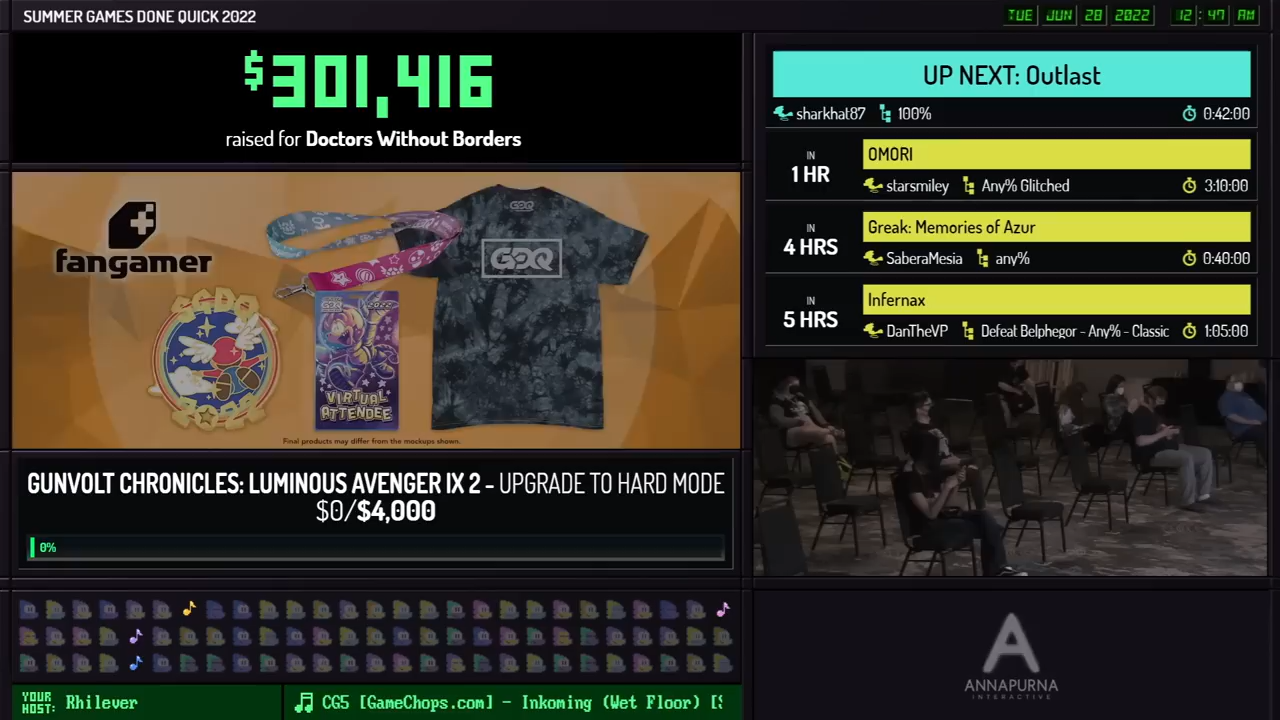 SUMMER GAMES DONE QUICK 2022
TUE JUN 28 2022 12:47 AM
$301,416
raised for Doctors Without Borders
fangamer
GDQ
GDQ
SGDQ
2022
VIRTUAL
ATTENDEE
Final products may differ from the mockups shown.
GUNVOLT CHRONICLES: LUMINOUS AVENGER IX 2 - UPGRADE TO HARD MODE
$0/$4,000
0%
YOUR HOST: Rhilever
CG5 [GameChops.com] - Inkoming (Wet Floor) [S
UP NEXT: Outlast
sharkhat87 100% 0:42:00
IN 1 HR
OMORI
starsmiley Any% Glitched 3:10:00
IN 4 HRS
Greak: Memories of Azur
SaberaMesia any% 0:40:00
IN 5 HRS
Infernax
DanTheVP Defeat Belphegor - Any% - Classic 1:05:00
ANNAPURNA
INTERACTIVE